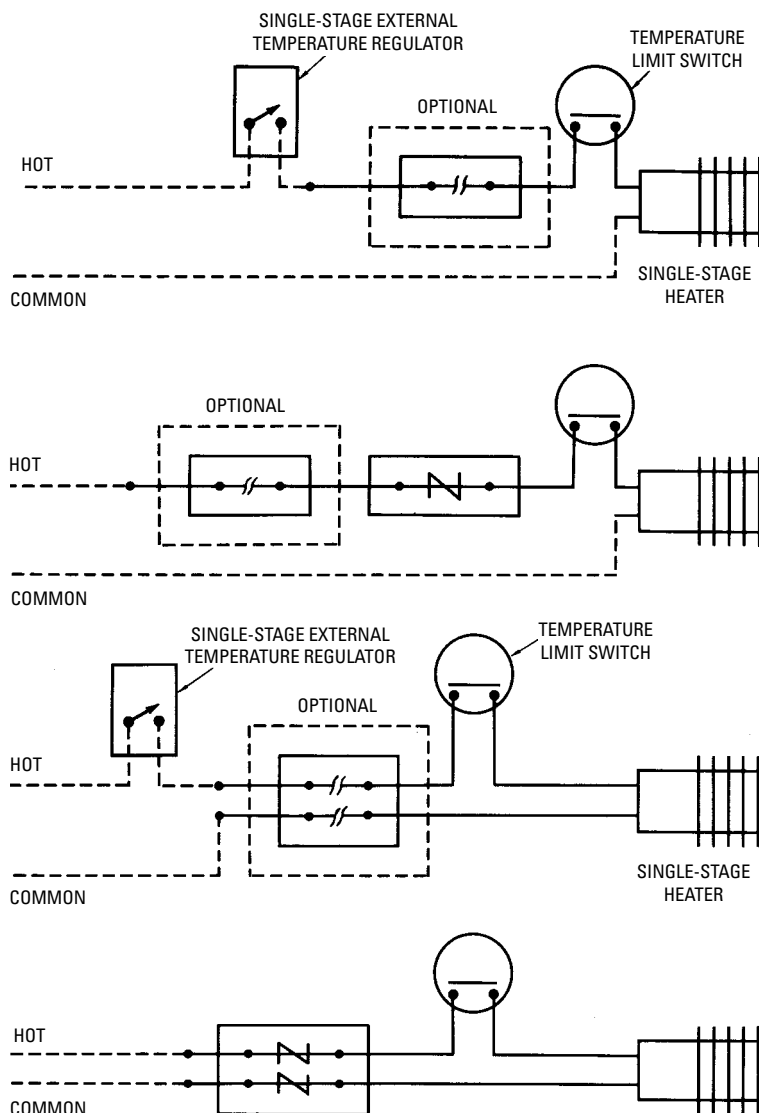 SINGLE-STAGE EXTERNAL
TEMPERATURE REGULATOR
TEMPERATURE
LIMIT SWITCH
OPTIONAL
HOT
COMMON
SINGLE-STAGE
HEATER
OPTIONAL
HOT
COMMON
SINGLE-STAGE EXTERNAL
TEMPERATURE REGULATOR
TEMPERATURE
LIMIT SWITCH
OPTIONAL
HOT
COMMON
SINGLE-STAGE
HEATER
HOT
COMMON